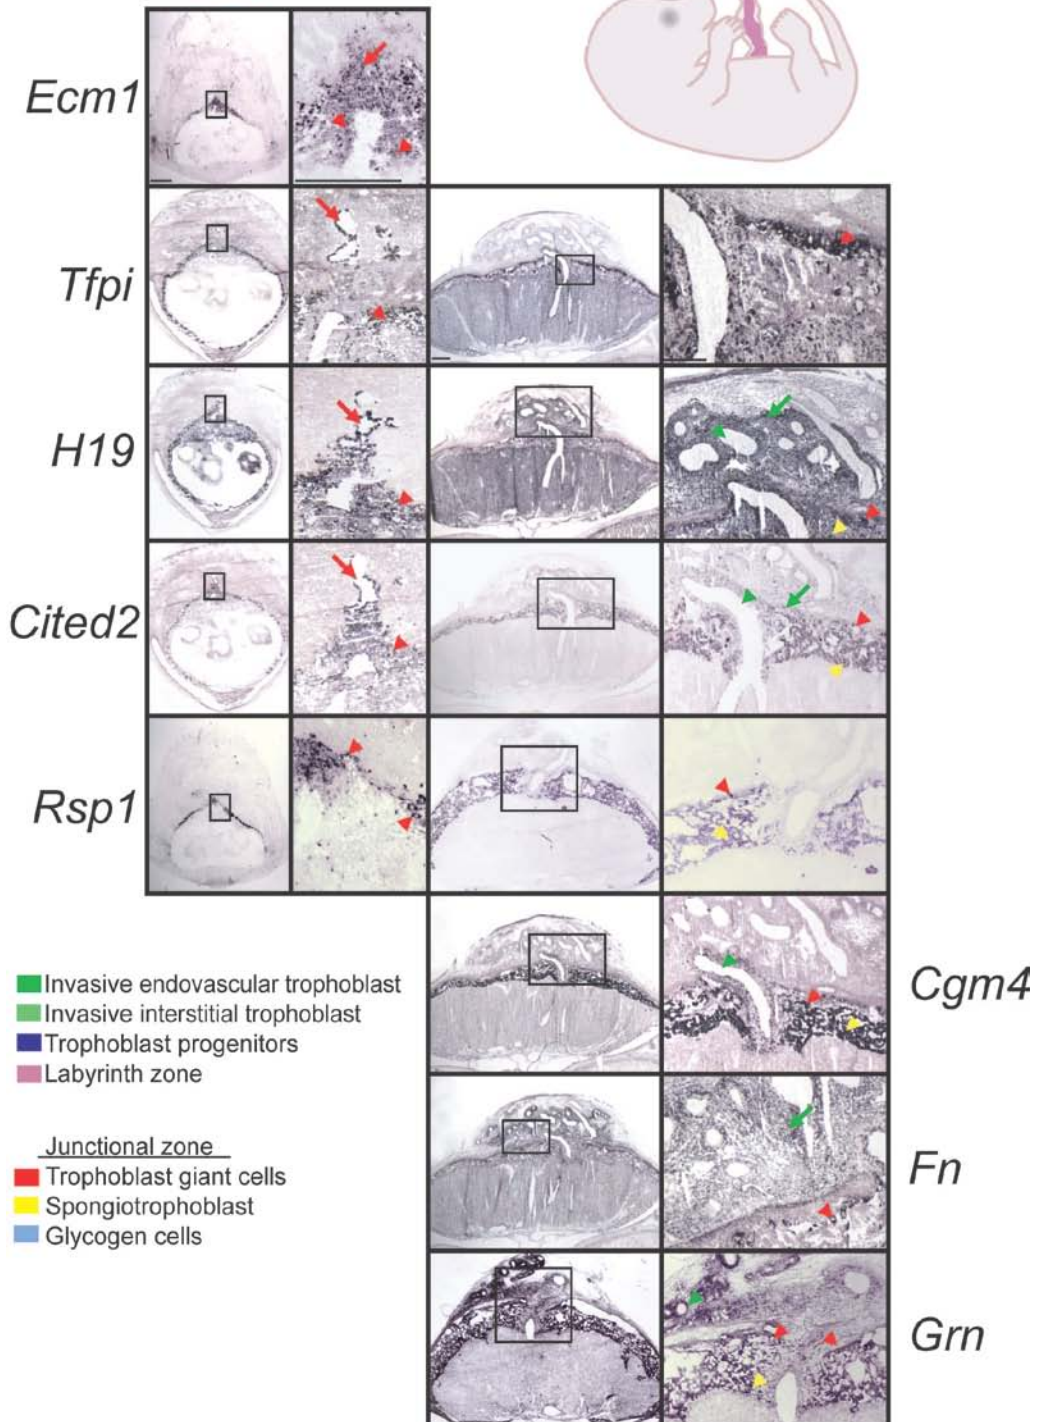 Ecm1
Tfpi
H19
Cited2
Rsp1
Invasive endovascular trophoblast
Invasive interstitial trophoblast
Trophoblast progenitors
Labyrinth zone
Junctional zone
Trophoblast giant cells
Spongiotrophoblast
Glycogen cells
Cgm4
Fn
Grn